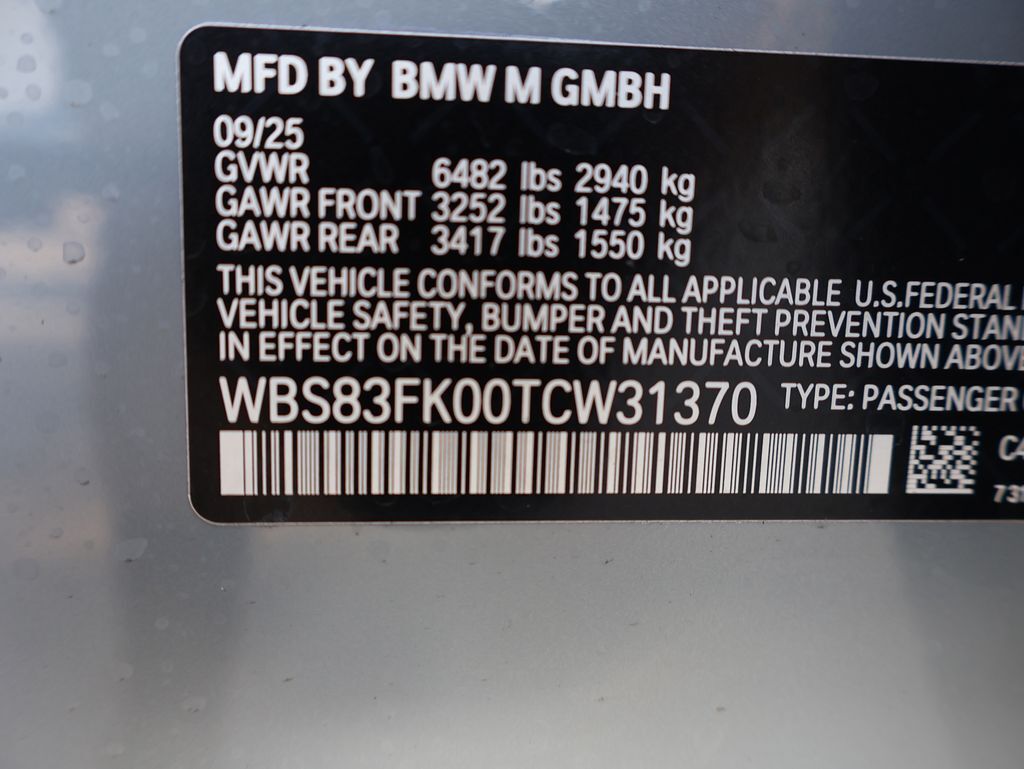 MFD BY BMW M GMBH
09/25
GVWR 6482 lbs 2940 kg
GAWR FRONT 3252 lbs 1475 kg
GAWR REAR 3417 lbs 1550 kg
THIS VEHICLE CONFORMS TO ALL APPLICABLE U.S.FEDERAL
VEHICLE SAFETY, BUMPER AND THEFT PREVENTION STAN
IN EFFECT ON THE DATE OF MANUFACTURE SHOWN ABOVE
WBS83FK00TCW31370 TYPE: PASSENGER